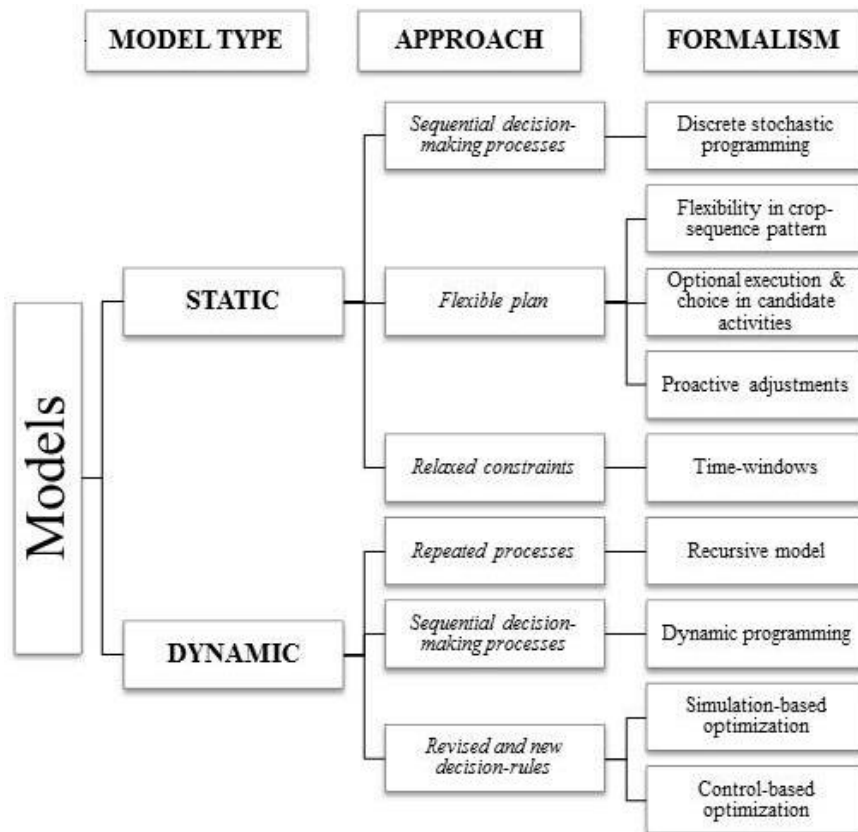 MODEL TYPE
APPROACH
FORMALISM
Models
STATIC
Sequential decision-
making processes
Discrete stochastic
programming
Flexible plan
Flexibility in crop-
sequence pattern
Optional execution &
choice in candidate
activities
Proactive adjustments
Relaxed constraints
Time-windows
DYNAMIC
Repeated processes
Recursive model
Sequential decision-
making processes
Dynamic programming
Revised and new
decision-rules
Simulation-based
optimization
Control-based
optimization